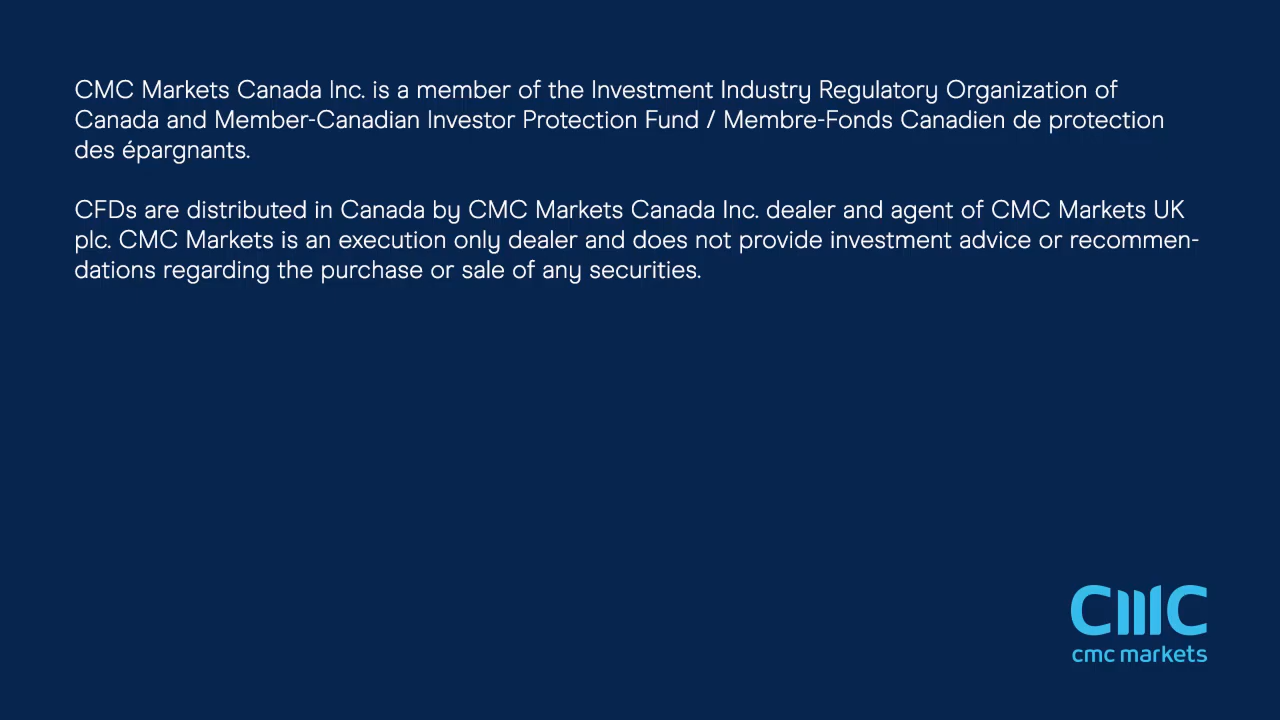 CMC Markets Canada Inc. is a member of the Investment Industry Regulatory Organization of
Canada and Member-Canadian Investor Protection Fund / Membre-Fonds Canadien de protection
des épargnants.
CFDs are distributed in Canada by CMC Markets Canada Inc. dealer and agent of CMC Markets UK
plc. CMC Markets is an execution only dealer and does not provide investment advice or recommen-
dations regarding the purchase or sale of any securities.
CMC
cmc markets